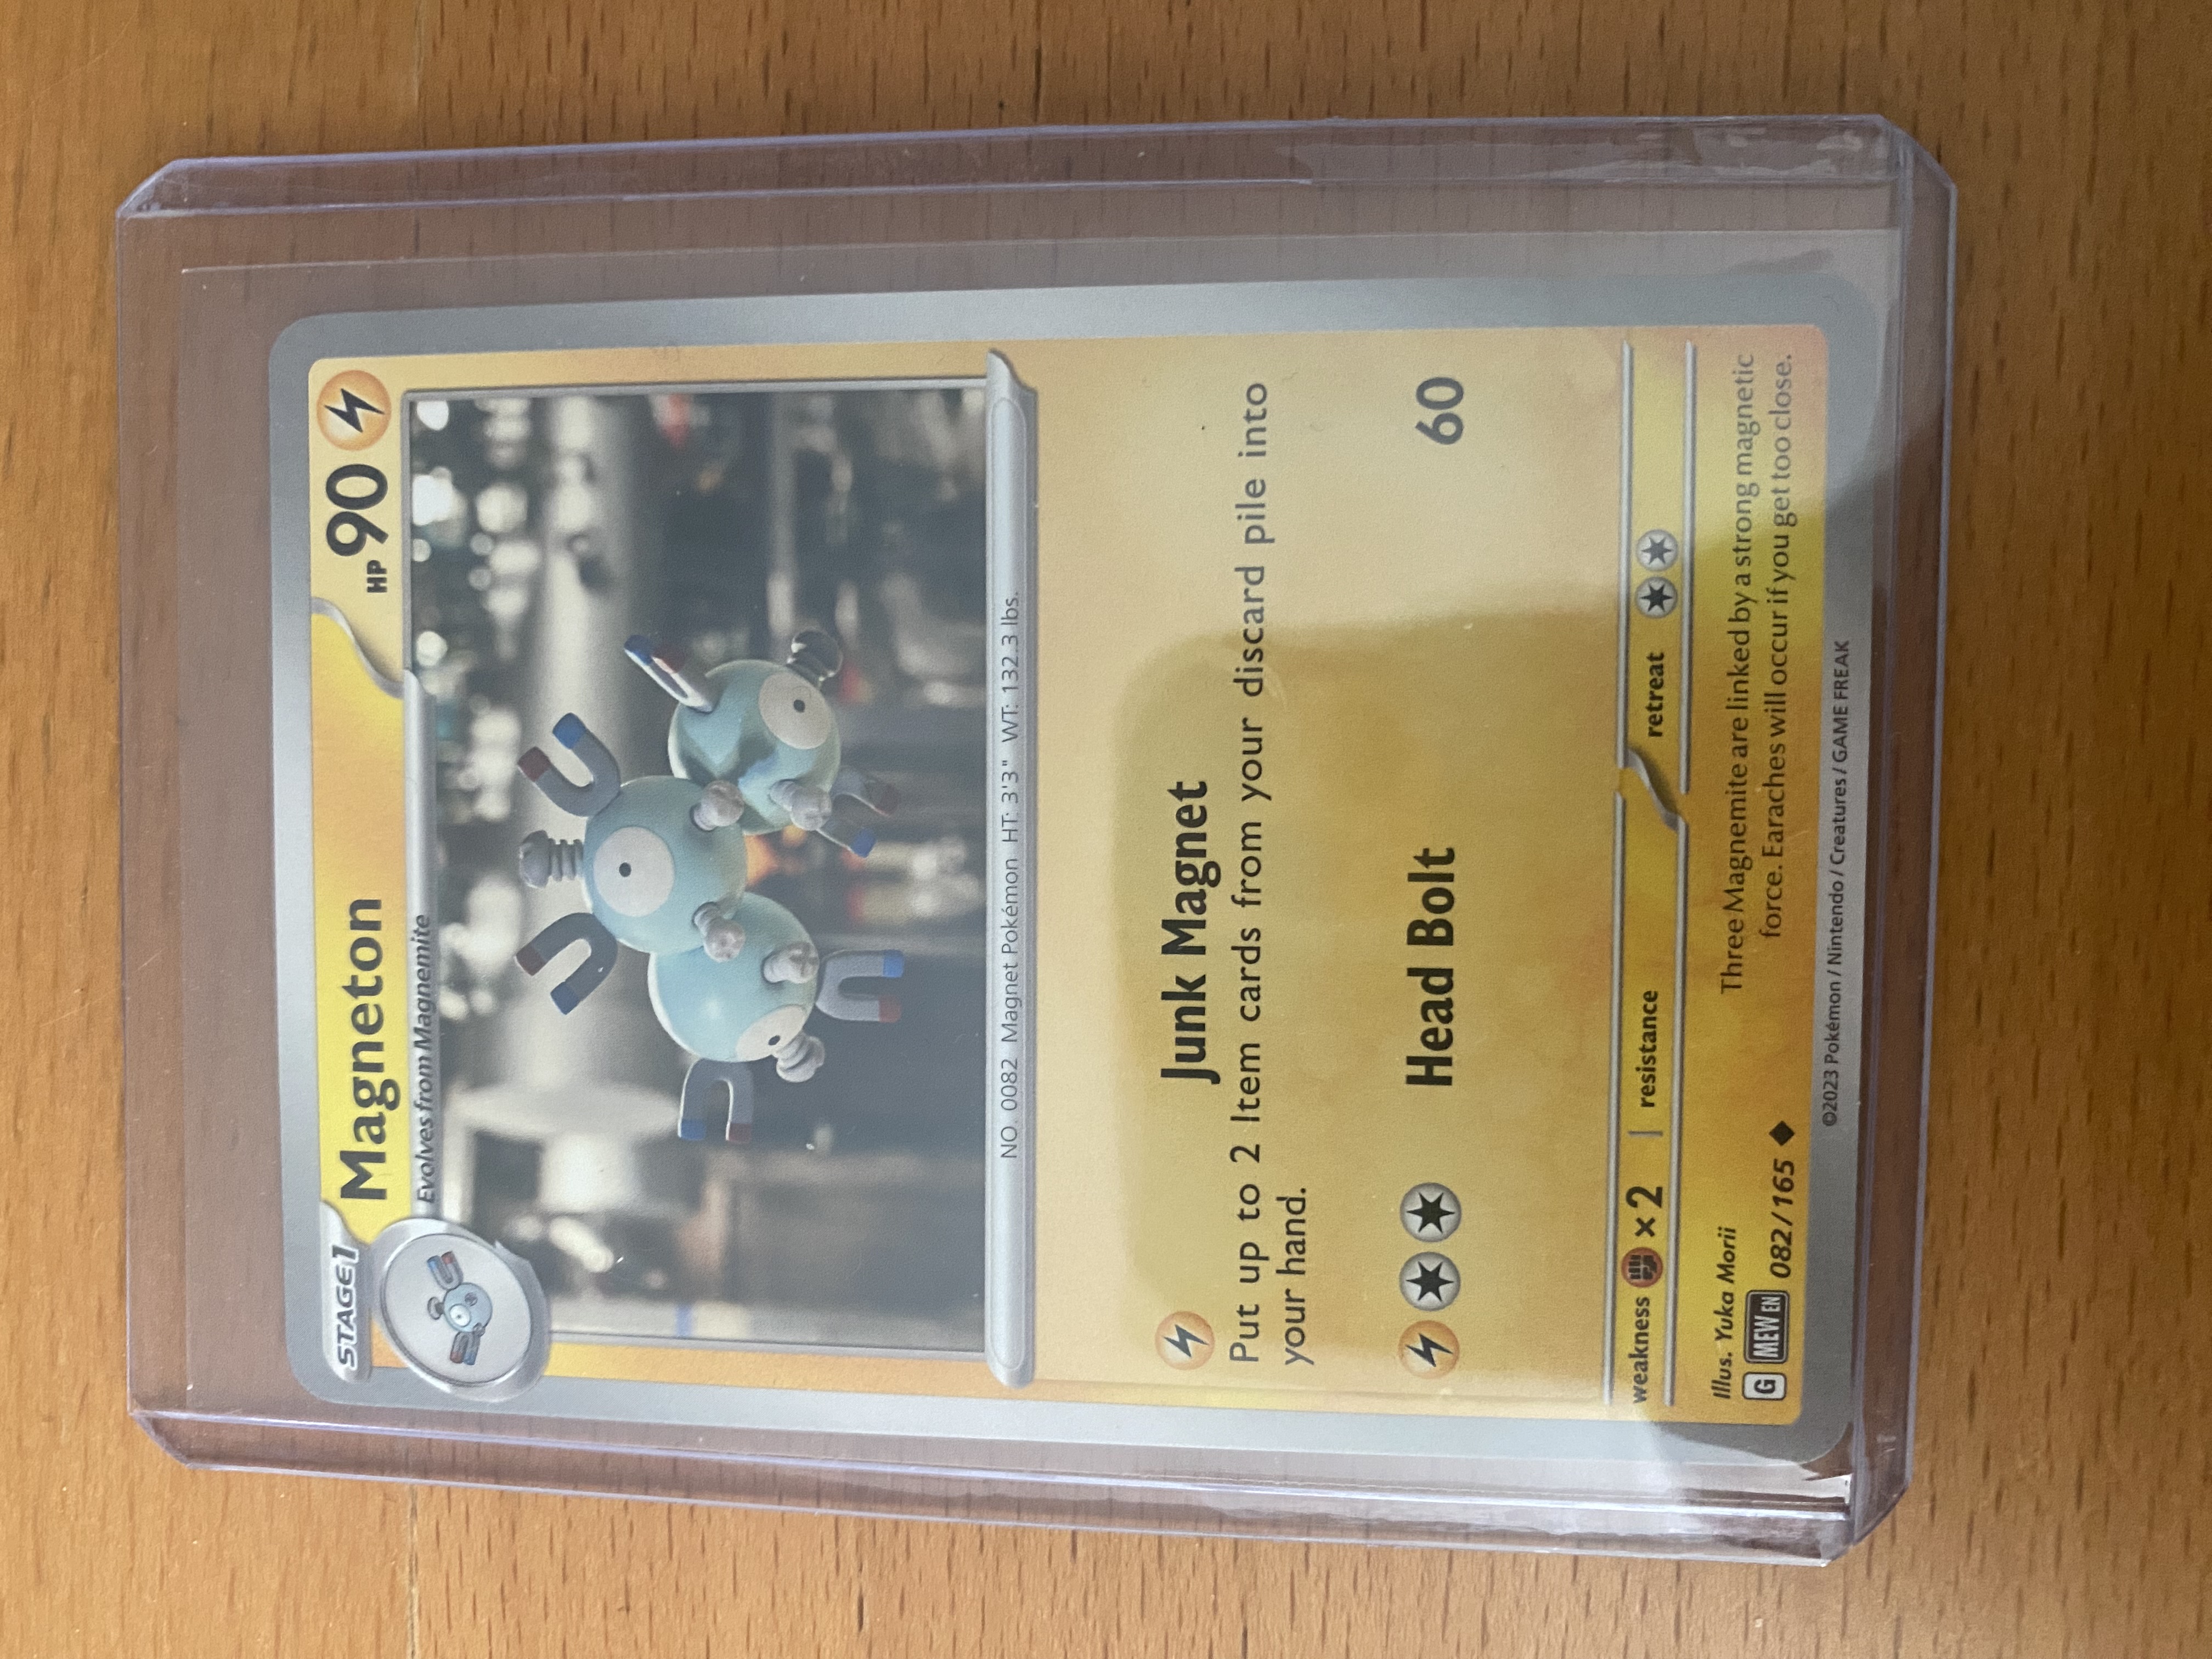 STAGE1
Magneton
HP 90
Evolves from Magnemite
NO. 0082 Magnet Pokémon HT: 3'3" WT: 132.3 lbs.
Junk Magnet
Put up to 2 Item cards from your discard pile into
your hand.
Head Bolt 60
weakness ×2 resistance retreat
Illus. Yuka Morii
G MEW EN 082/165
Three Magnemite are linked by a strong magnetic
force. Earaches will occur if you get too close.
©2023 Pokémon / Nintendo / Creatures / GAME FREAK